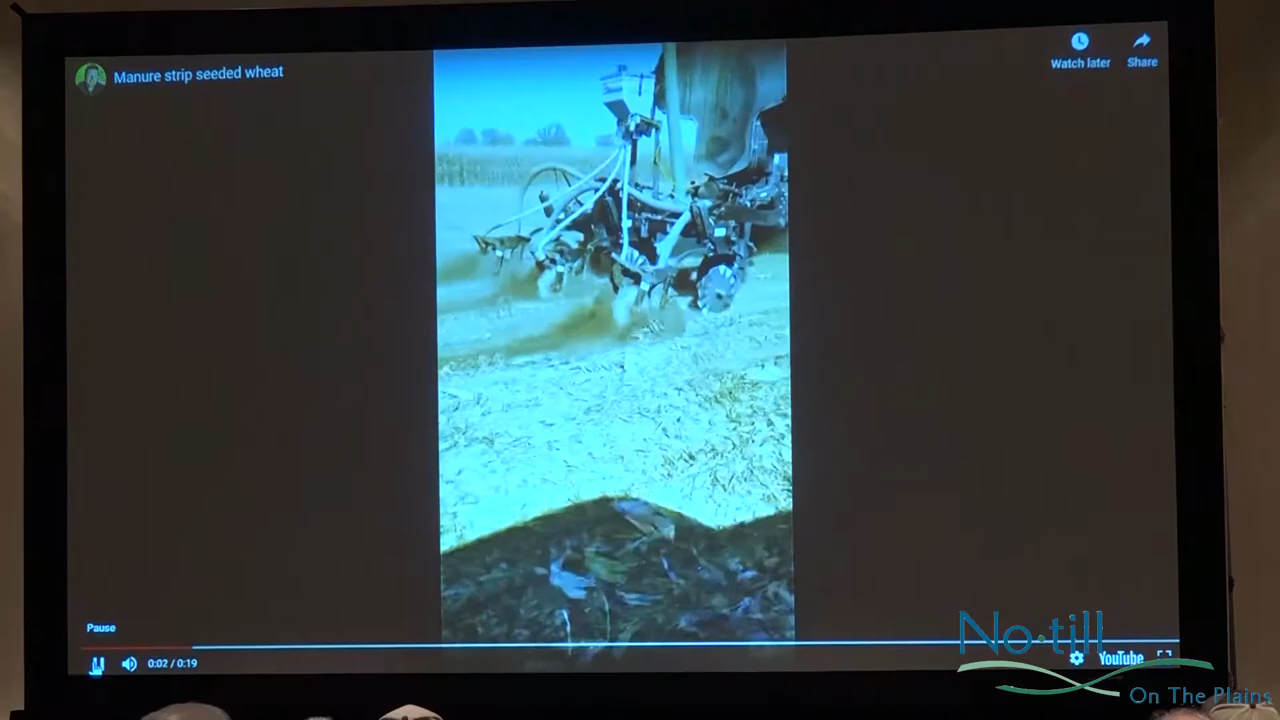 Manure strip seeded wheat
Watch later
Share
Pause
0:02 / 0:19
YouTube
No·till
On The Plains